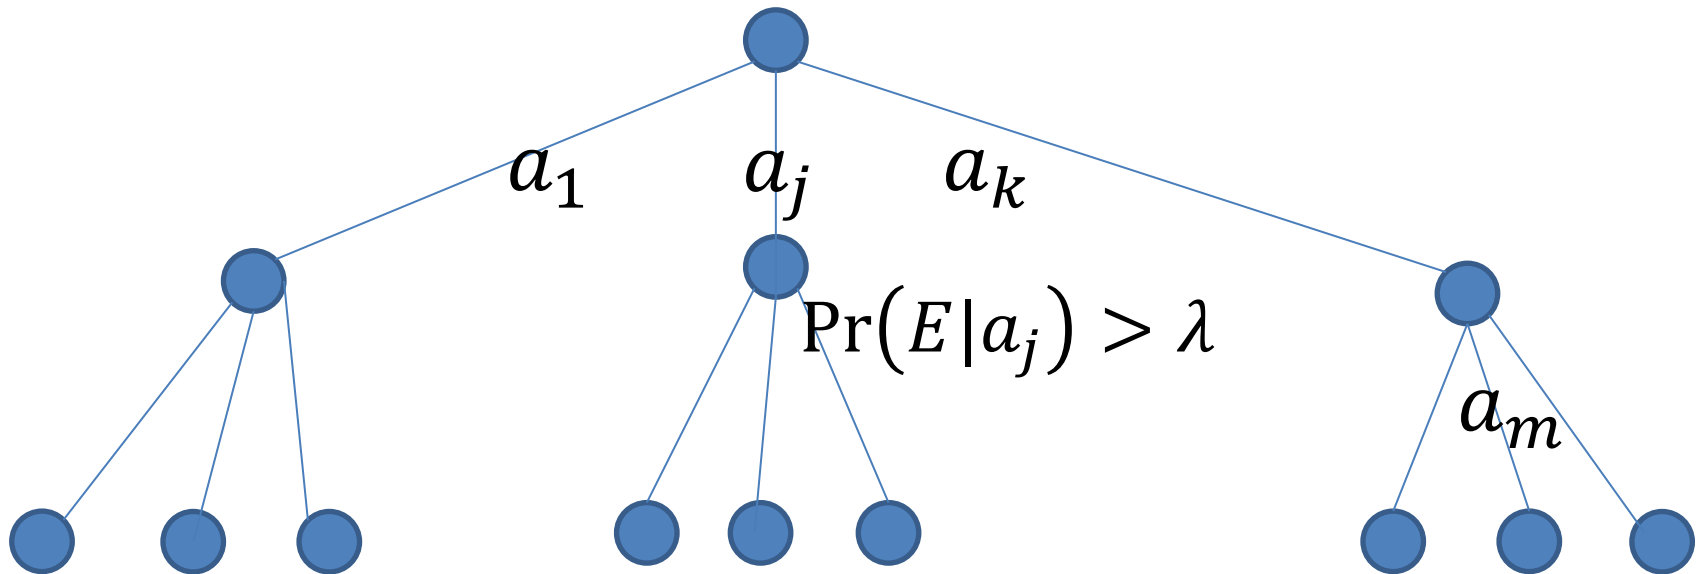 a₁ aⱼ aₖ
Pr(E|aⱼ) > λ
aₘ